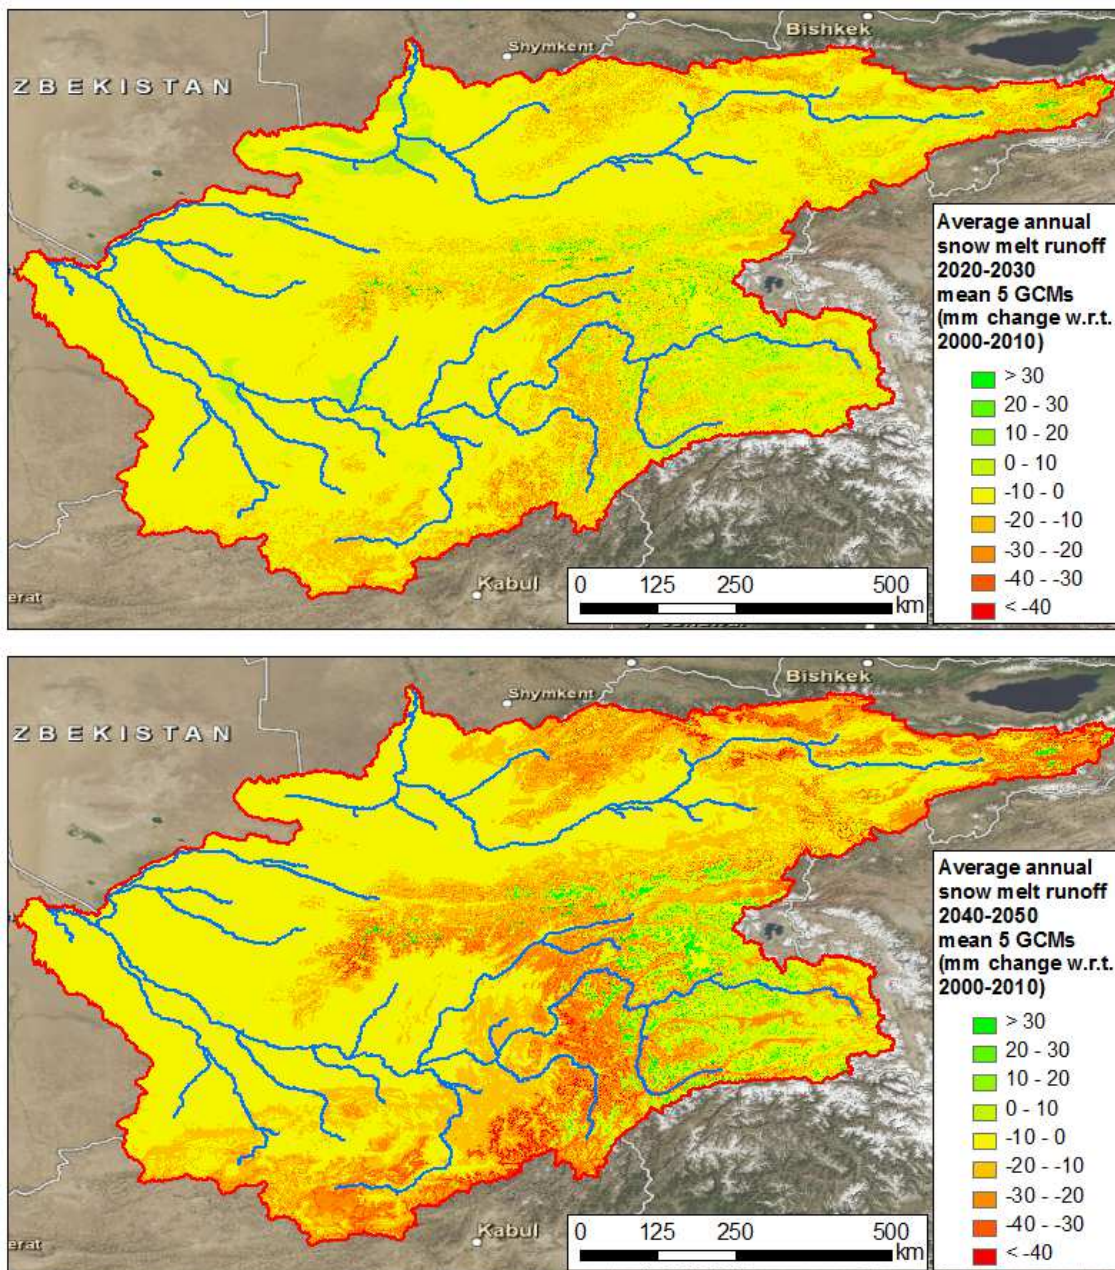 Shymkent
Bishkek
ZBEKISTAN
Average annual
snow melt runoff
2020-2030
mean 5 GCMs
(mm change w.r.t.
2000-2010)
> 30
20 - 30
10 - 20
0 - 10
-10 - 0
-20 - -10
-30 - -20
-40 - -30
< -40
Kabul
erat
0 125 250 500
km
Shymkent
Bishkek
ZBEKISTAN
Average annual
snow melt runoff
2040-2050
mean 5 GCMs
(mm change w.r.t.
2000-2010)
> 30
20 - 30
10 - 20
0 - 10
-10 - 0
-20 - -10
-30 - -20
-40 - -30
< -40
Kabul
erat
0 125 250 500
km